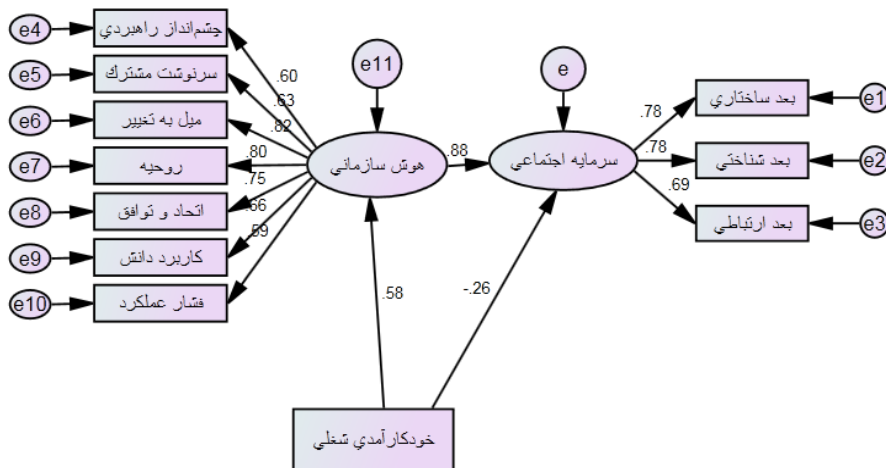 e4
چشم‌انداز راهبردي
.60
e5
سرنوشت مشترك
.63
e6
ميل به تغيير
.82
e7
روحيه
.80
e8
اتحاد و توافق
.75
e9
كاربرد دانش
.66
e10
فشار عملكرد
.59
e11
هوش سازماني
.88
e
سرمايه اجتماعي
.78
بعد ساختاري
e1
.78
بعد شناختي
e2
.69
بعد ارتباطي
e3
.58
-.26
خودكارآمدي شغلي